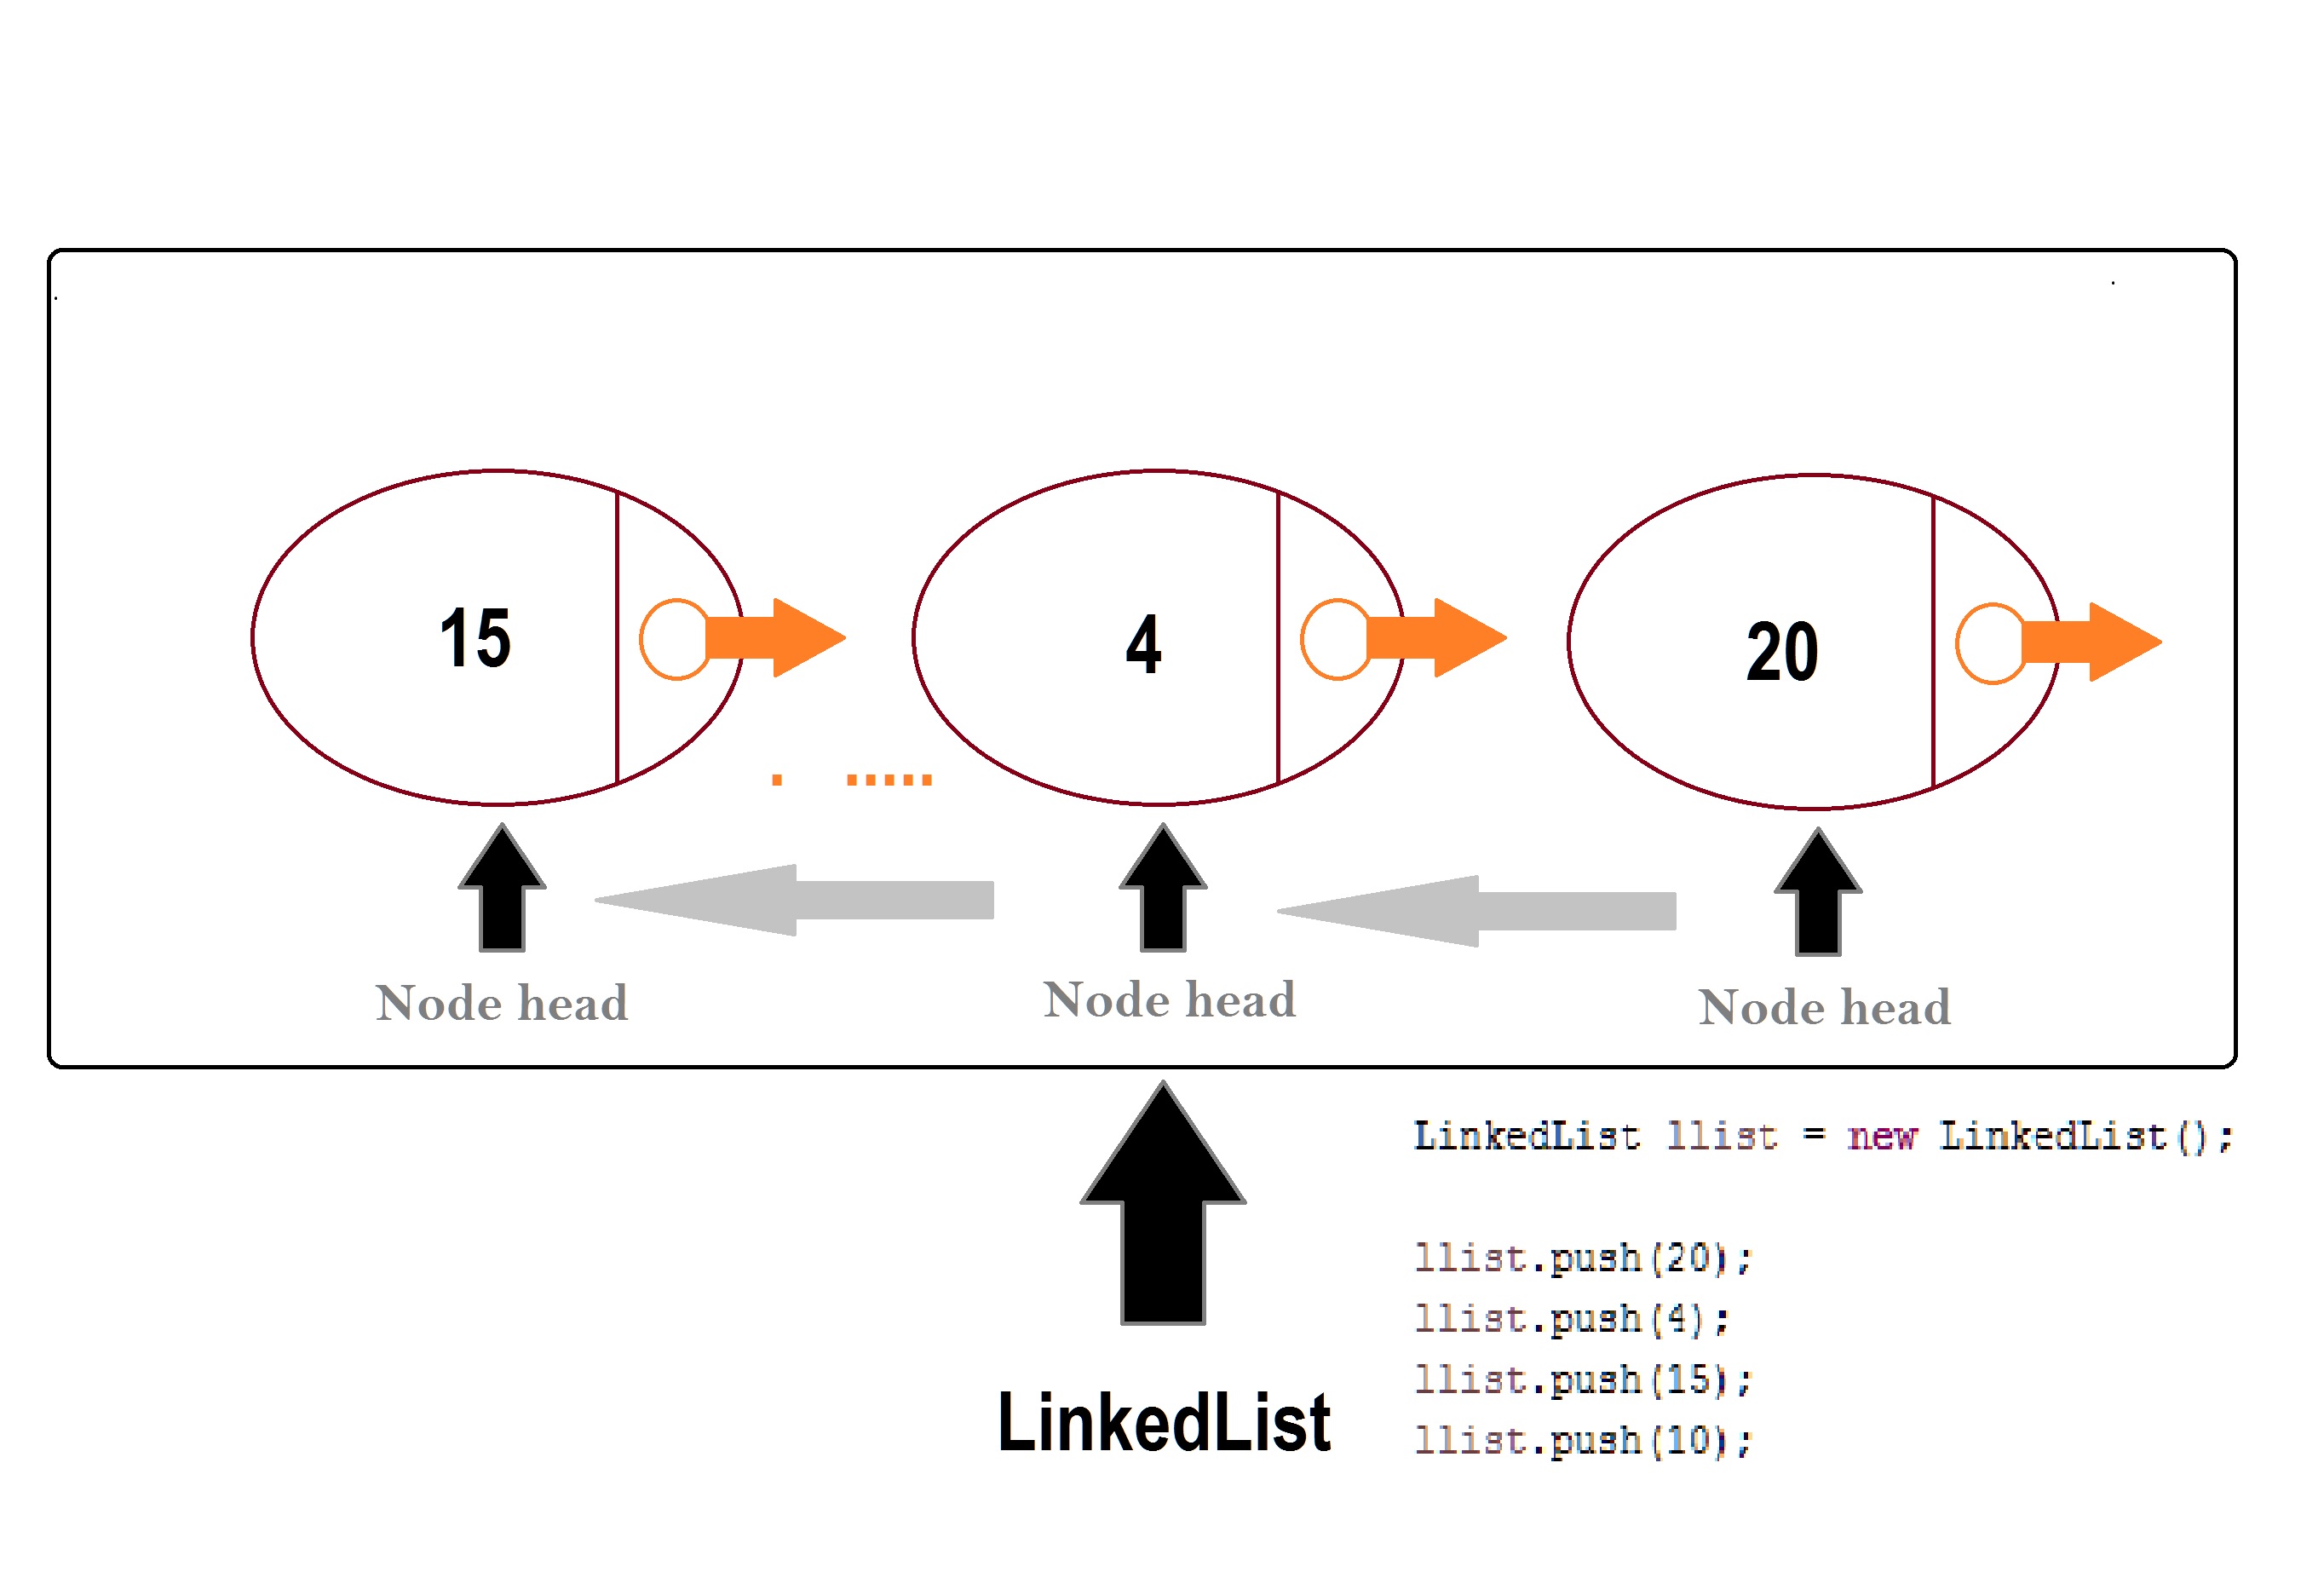 15
4
20
Node head
Node head
Node head
LinkedList llist = new LinkedList();
llist.push(20);
llist.push(4);
llist.push(15);
llist.push(10);
LinkedList